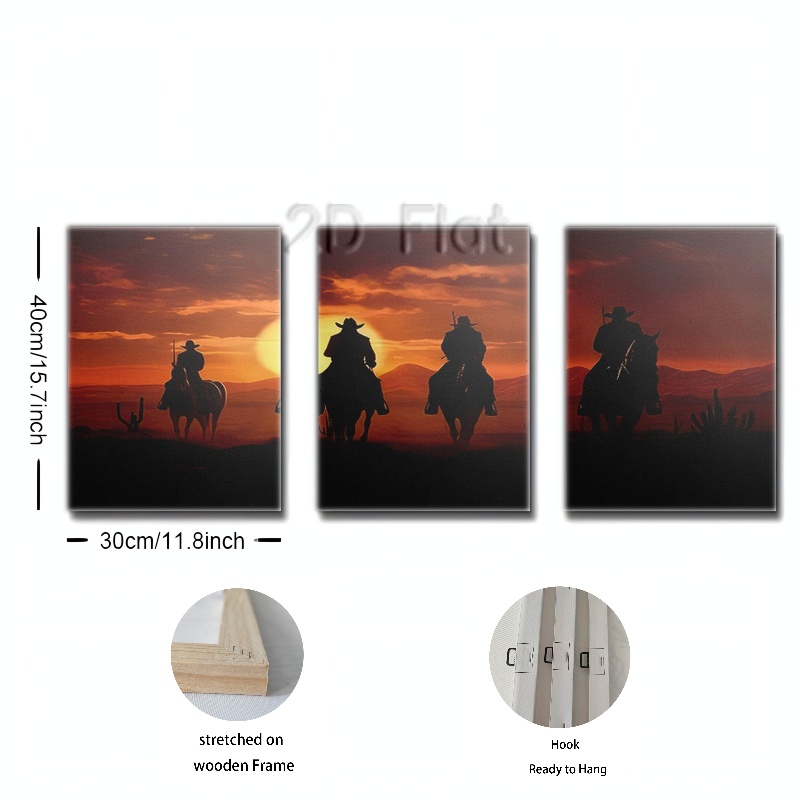 2D Flat
40cm/15.7inch
30cm/11.8inch
stretched on
wooden Frame
Hook
Ready to Hang